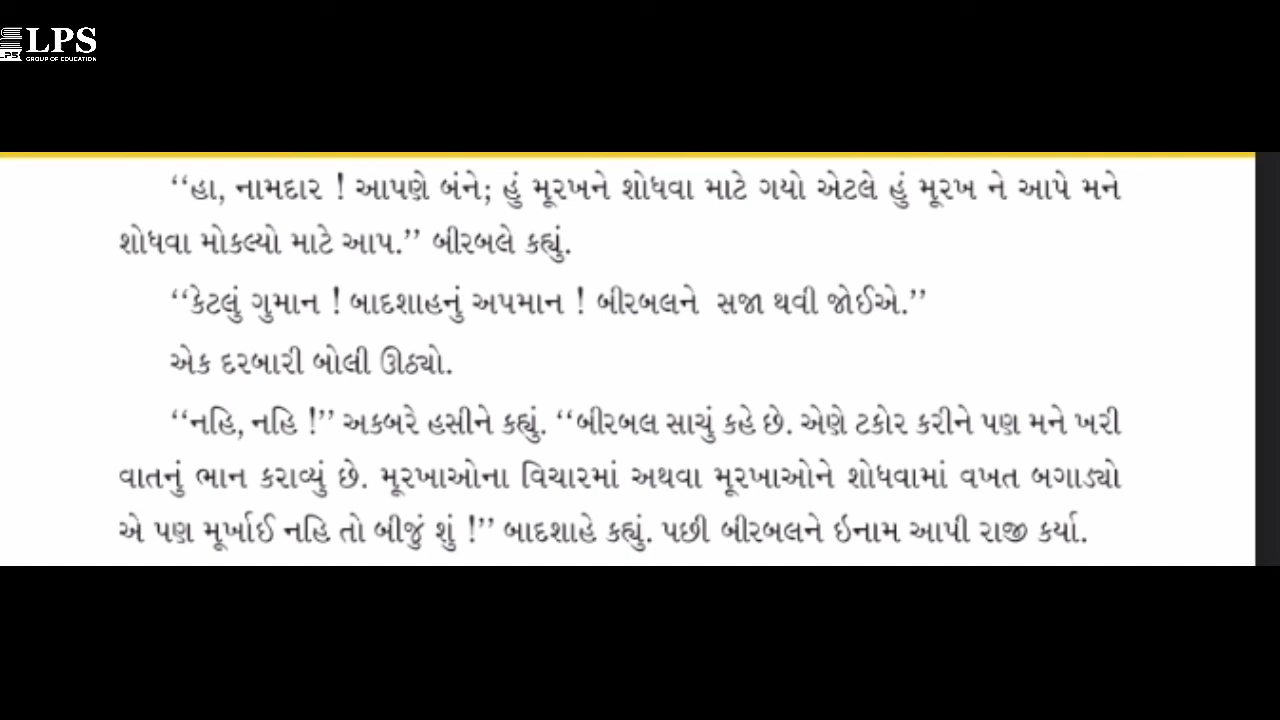 LPS
GROUP OF EDUCATION
LPS
‘‘હા, નામદાર ! આપણે બંને; હું મૂરખને શોધવા માટે ગયો એટલે હું મૂરખ ને આપે મને
શોધવા મોકલ્યો માટે આપ.’’ બીરબલે કહ્યું.
‘‘કેટલું ગુમાન ! બાદશાહનું અપમાન ! બીરબલને સજા થવી જોઈએ.’’
એક દરબારી બોલી ઊઠ્યો.
‘‘નહિ, નહિ !’’ અકબરે હસીને કહ્યું. ‘‘બીરબલ સાચું કહે છે. એણે ટકોર કરીને પણ મને ખરી
વાતનું ભાન કરાવ્યું છે. મૂરખાઓના વિચારમાં અથવા મૂરખાઓને શોધવામાં વખત બગાડ્યો
એ પણ મૂર્ખાઈ નહિ તો બીજું શું !’’ બાદશાહે કહ્યું. પછી બીરબલને ઇનામ આપી રાજી કર્યા.